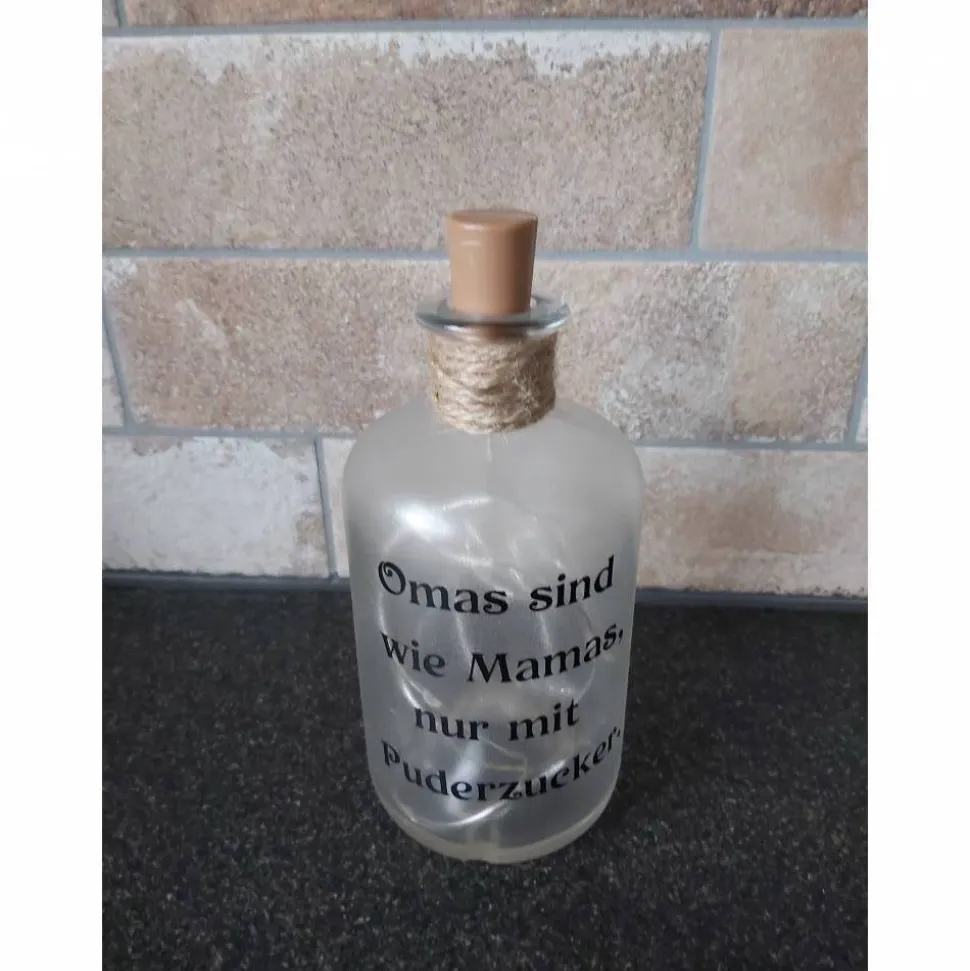 Omas sind
wie Mamas,
nur mit
Puderzucker.